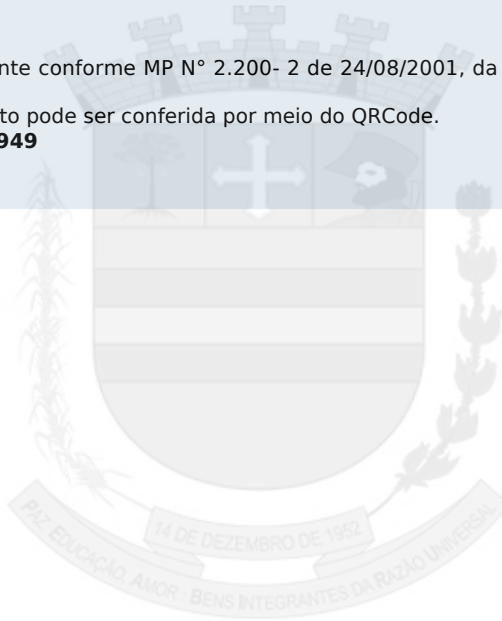 nte conforme MP N° 2.200- 2 de 24/08/2001, da
to pode ser conferida por meio do QRCode.
949
14 DE DEZEMBRO DE 1952
PAZ, EDUCAÇÃO, AMOR : BENS INTEGRANTES DA RAZÃO UNIVERSAL